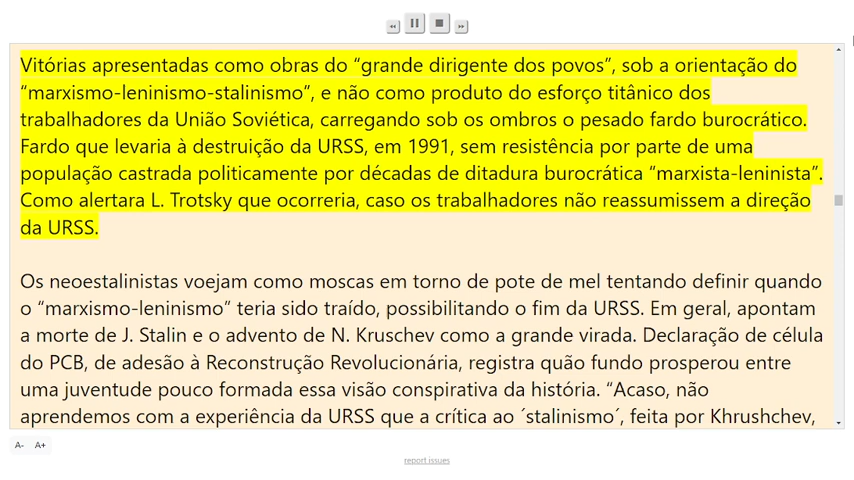 Vitórias apresentadas como obras do “grande dirigente dos povos”, sob a orientação do
“marxismo-leninismo-stalinismo”, e não como produto do esforço titânico dos
trabalhadores da União Soviética, carregando sob os ombros o pesado fardo burocrático.
Fardo que levaria à destruição da URSS, em 1991, sem resistência por parte de uma
população castrada politicamente por décadas de ditadura burocrática “marxista-leninista”.
Como alertara L. Trotsky que ocorreria, caso os trabalhadores não reassumissem a direção
da URSS.
Os neoestalinistas voejam como moscas em torno de pote de mel tentando definir quando
o “marxismo-leninismo” teria sido traído, possibilitando o fim da URSS. Em geral, apontam
a morte de J. Stalin e o advento de N. Kruschev como a grande virada. Declaração de célula
do PCB, de adesão à Reconstrução Revolucionária, registra quão fundo prosperou entre
uma juventude pouco formada essa visão conspirativa da história. “Acaso, não
aprendemos com a experiência da URSS que a crítica ao ´stalinismo´, feita por Khrushchev,
A- A+
report issues